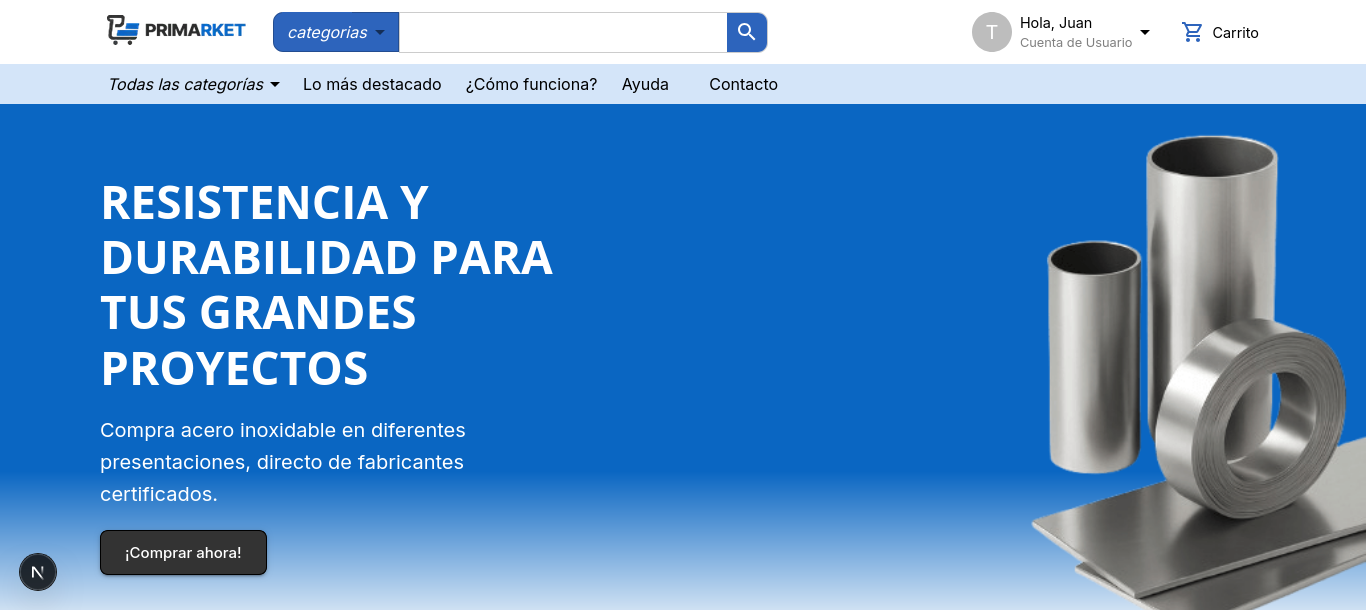 PRIMARKET
categorias
T
Hola, Juan
Cuenta de Usuario
Carrito
Todas las categorías
Lo más destacado
¿Cómo funciona?
Ayuda
Contacto
RESISTENCIA Y
DURABILIDAD PARA
TUS GRANDES
PROYECTOS
Compra acero inoxidable en diferentes
presentaciones, directo de fabricantes
certificados.
¡Comprar ahora!
N